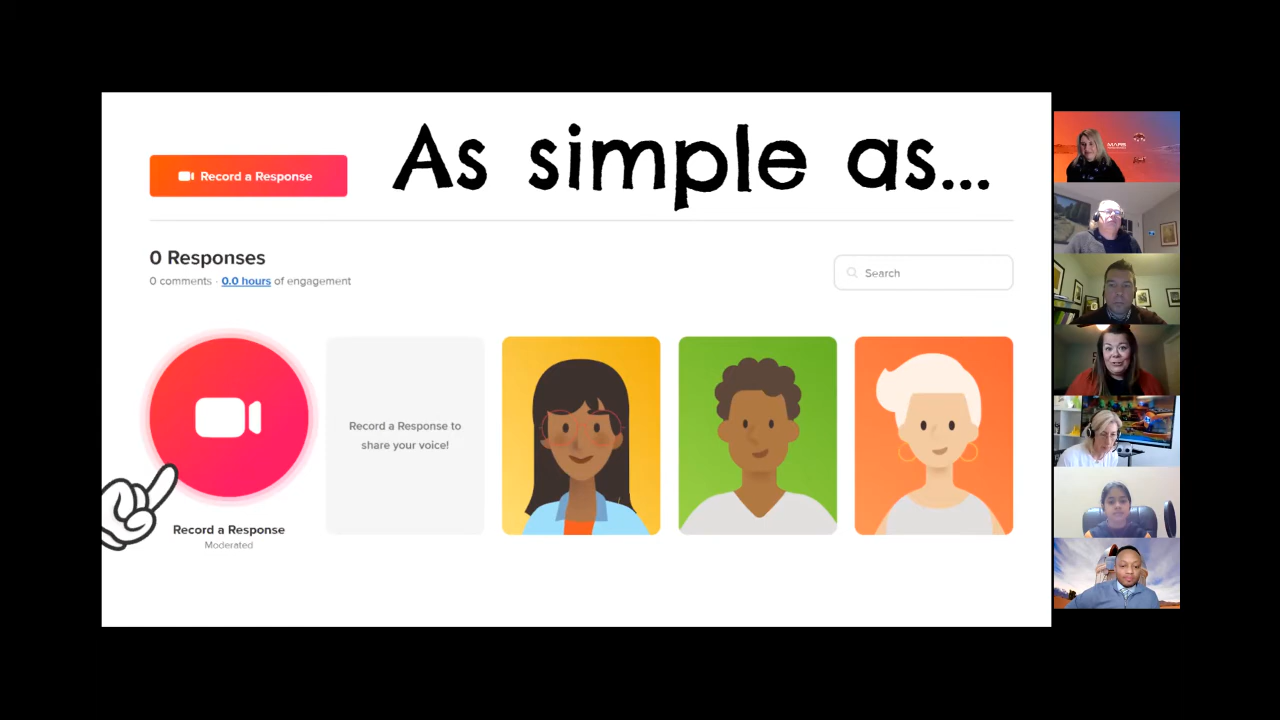 As simple as...
Record a Response
0 Responses
0 comments · 0.0 hours of engagement
Search
Record a Response to
share your voice!
Record a Response
Moderated
MARS